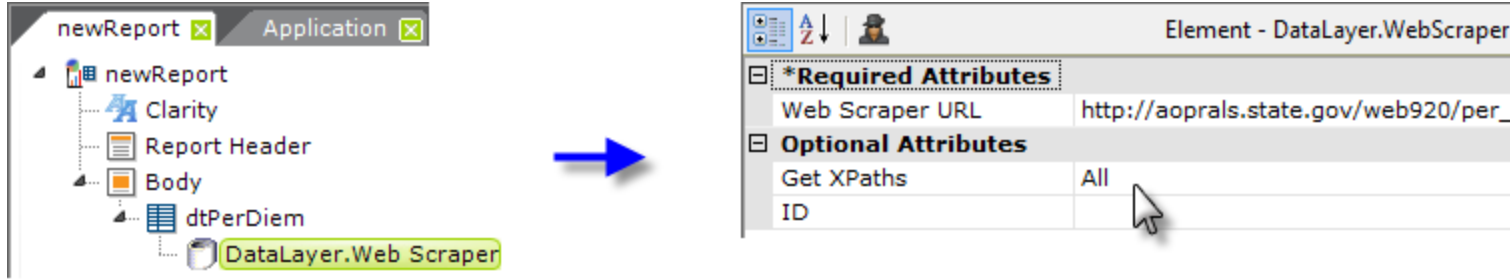 newReport
Application
newReport
Clarity
Report Header
Body
dtPerDiem
DataLayer.Web Scraper
Element - DataLayer.WebScraper
*Required Attributes
Web Scraper URL http://aoprals.state.gov/web920/per_
Optional Attributes
Get XPaths All
ID